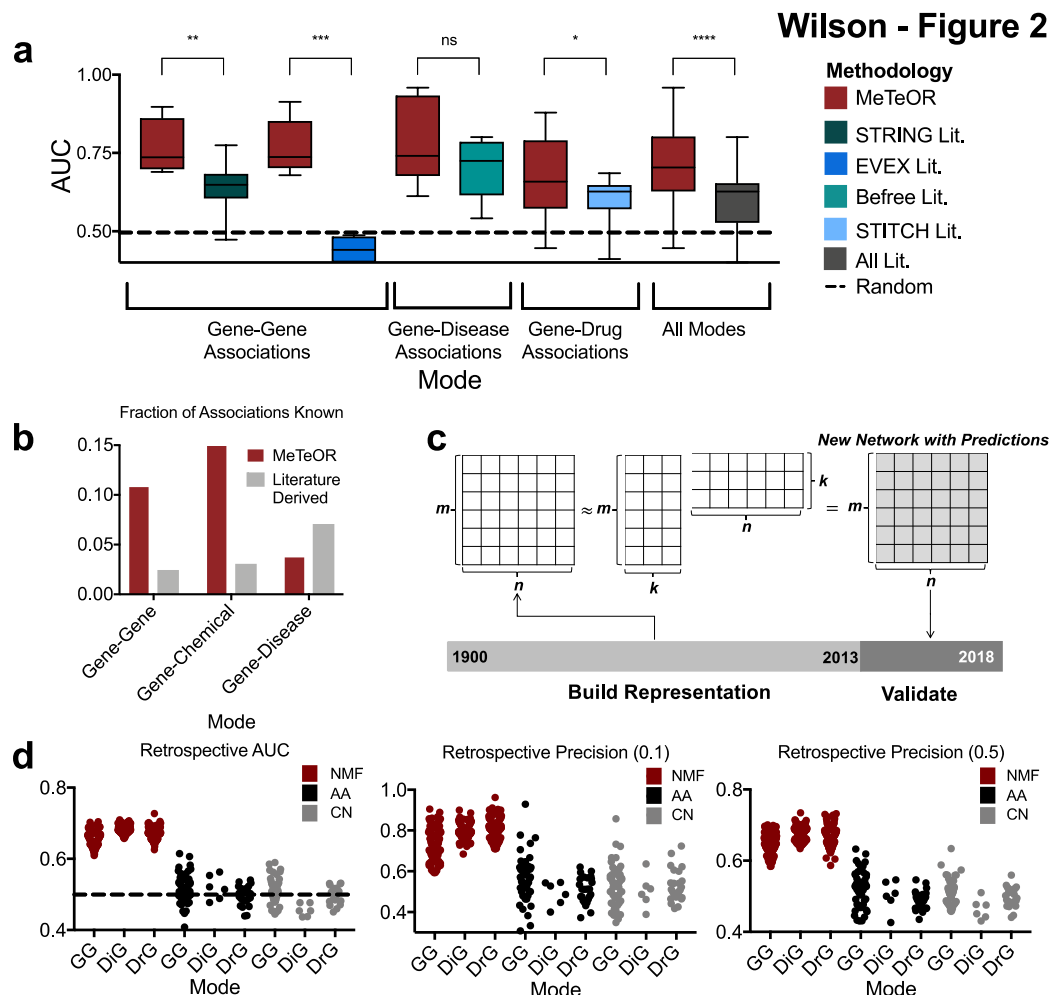 Wilson - Figure 2
a
** *** ns * ****
1.00
0.75
0.50
AUC
Gene-Gene
Associations
Gene-Disease
Associations
Gene-Drug
Associations
All Modes
Mode
Methodology
MeTeOR
STRING Lit.
EVEX Lit.
Befree Lit.
STITCH Lit.
All Lit.
Random
b
Fraction of Associations Known
0.15
0.10
0.05
0.00
MeTeOR
Literature
Derived
Gene-Gene
Gene-Chemical
Gene-Disease
Mode
c
New Network with Predictions
m
n
≈
m
k
n
k
=
m
n
1900 2013 2018
Build Representation Validate
d
Retrospective AUC
NMF
AA
CN
0.8
0.6
0.4
GG DiG DrG GG DiG DrG GG DiG DrG
Mode
Retrospective Precision (0.1)
NMF
AA
CN
1.0
0.8
0.6
0.4
GG DiG DrG GG DiG DrG GG DiG DrG
Mode
Retrospective Precision (0.5)
NMF
AA
CN
0.8
0.6
0.4
GG DiG DrG GG DiG DrG GG DiG DrG
Mode